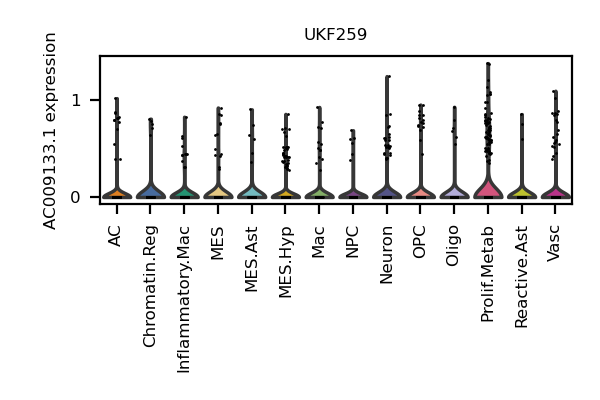 UKF259
AC009133.1 expression
1
0
AC
Chromatin.Reg
Inflammatory.Mac
MES
MES.Ast
MES.Hyp
Mac
NPC
Neuron
OPC
Oligo
Prolif.Metab
Reactive.Ast
Vasc